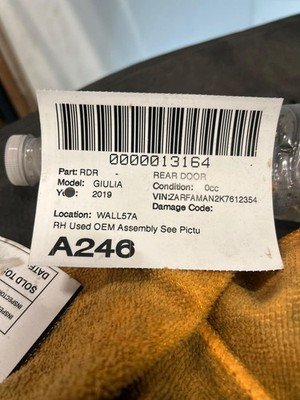 0000013164
Part: RDR REAR DOOR
Model: GIULIA Condition: 0cc
2019 VIN:ZARFAMAN2K7612354
Damage Code:
Location: WALL57A
RH Used OEM Assembly See Pictu
A246
SOLD TO
DATE
INSPECTOR